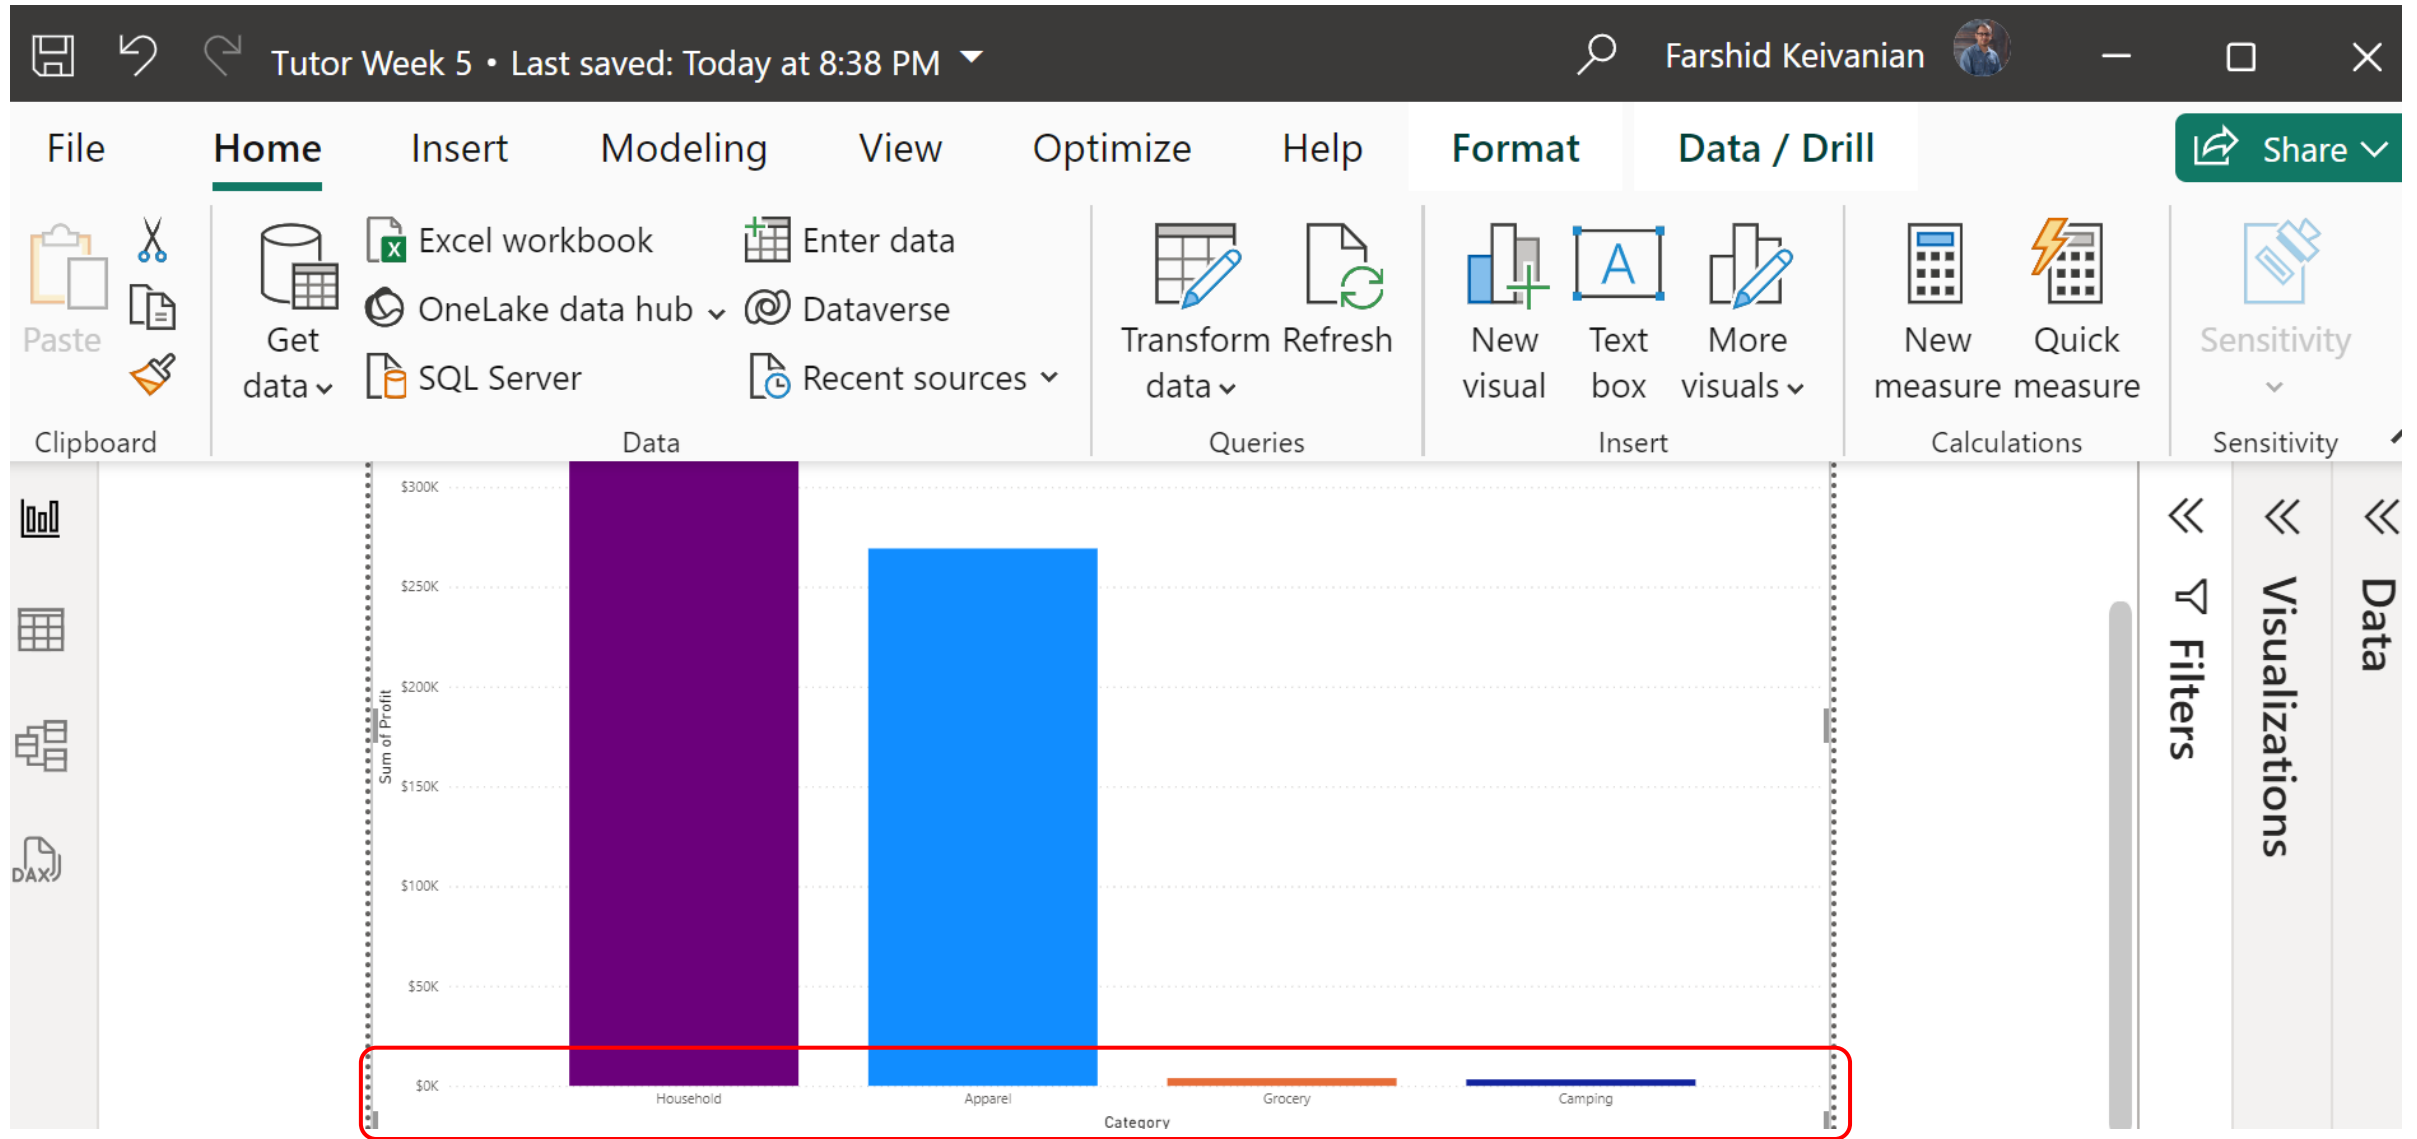 Tutor Week 5 • Last saved: Today at 8:38 PM
Farshid Keivanian
File Home Insert Modeling View Optimize Help Format Data / Drill Share
Paste
Clipboard
Get data
Excel workbook
OneLake data hub
SQL Server
Enter data
Dataverse
Recent sources
Data
Transform data
Refresh
Queries
New visual
Text box
More visuals
Insert
New measure
Quick measure
Calculations
Sensitivity
Sensitivity
DAX
$300K
$250K
$200K
$150K
$100K
$50K
$0K
Sum of Profit
Household Apparel Grocery Camping
Category
Filters
Visualizations
Data